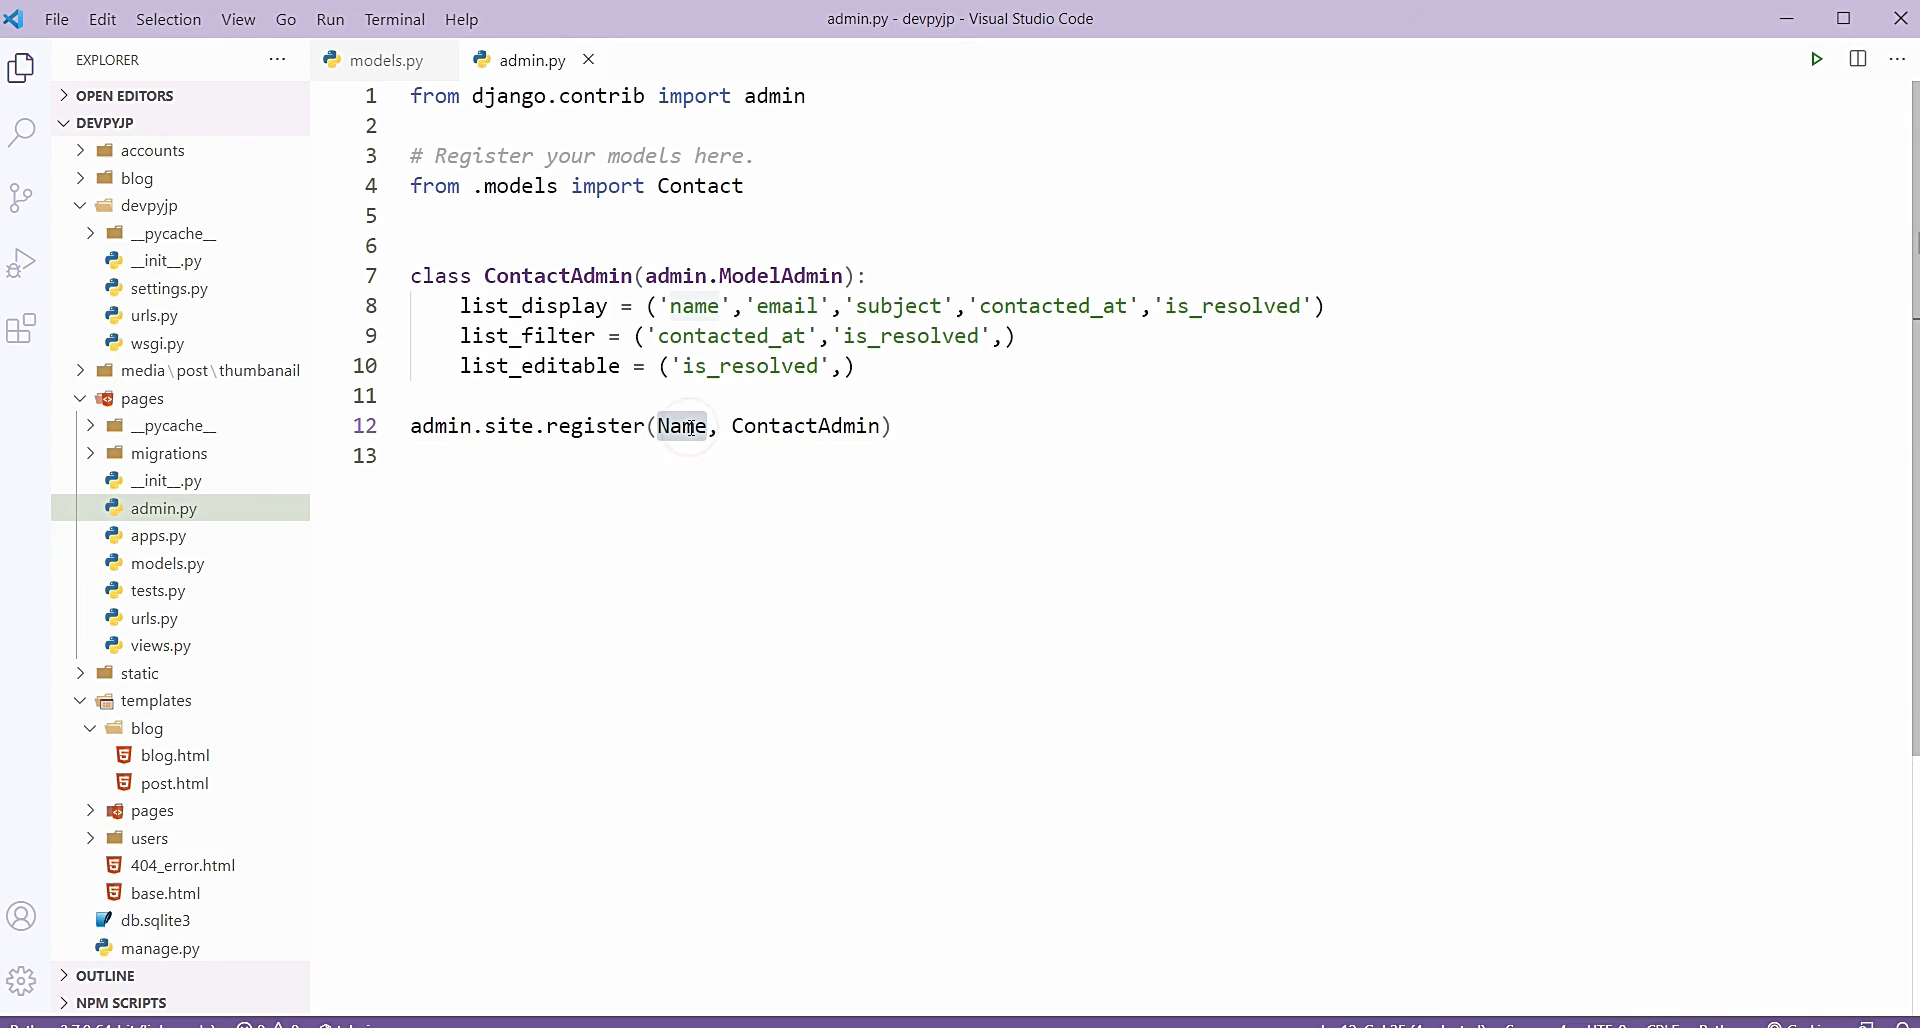 File Edit Selection View Go Run Terminal Help
admin.py - devpyjp - Visual Studio Code
EXPLORER
models.py
admin.py
OPEN EDITORS
DEVPYJP
accounts
blog
devpyjp
__pycache__
__init__.py
settings.py
urls.py
wsgi.py
media\post\thumbanail
pages
__pycache__
migrations
__init__.py
admin.py
apps.py
models.py
tests.py
urls.py
views.py
static
templates
blog
blog.html
post.html
pages
users
404_error.html
base.html
db.sqlite3
manage.py
OUTLINE
NPM SCRIPTS
1 from django.contrib import admin
2
3 # Register your models here.
4 from .models import Contact
5
6
7 class ContactAdmin(admin.ModelAdmin):
8 list_display = ('name','email','subject','contacted_at','is_resolved')
9 list_filter = ('contacted_at','is_resolved',)
10 list_editable = ('is_resolved',)
11
12 admin.site.register(Name, ContactAdmin)
13